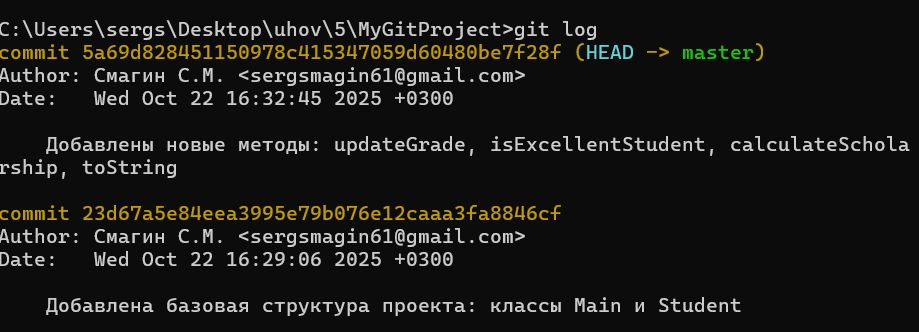 C:\Users\sergs\Desktop\uhov\5\MyGitProject>git log
commit 5a69d828451150978c415347059d60480be7f28f (HEAD -> master)
Author: Смагин С.М. <sergsmagin61@gmail.com>
Date:   Wed Oct 22 16:32:45 2025 +0300
    Добавлены новые методы: updateGrade, isExcellentStudent, calculateSchola
rship, toString
commit 23d67a5e84eea3995e79b076e12caaa3fa8846cf
Author: Смагин С.М. <sergsmagin61@gmail.com>
Date:   Wed Oct 22 16:29:06 2025 +0300
    Добавлена базовая структура проекта: классы Main и Student